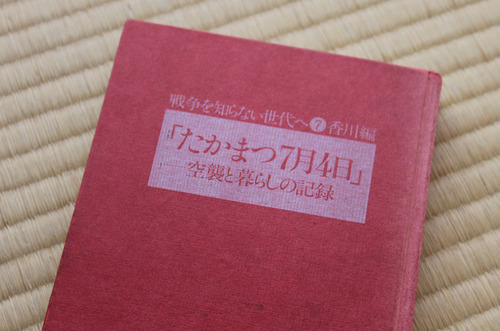 戦争を知らない世代へ❼香川編
「たかまつ7月4日」
──空襲と暮らしの記録